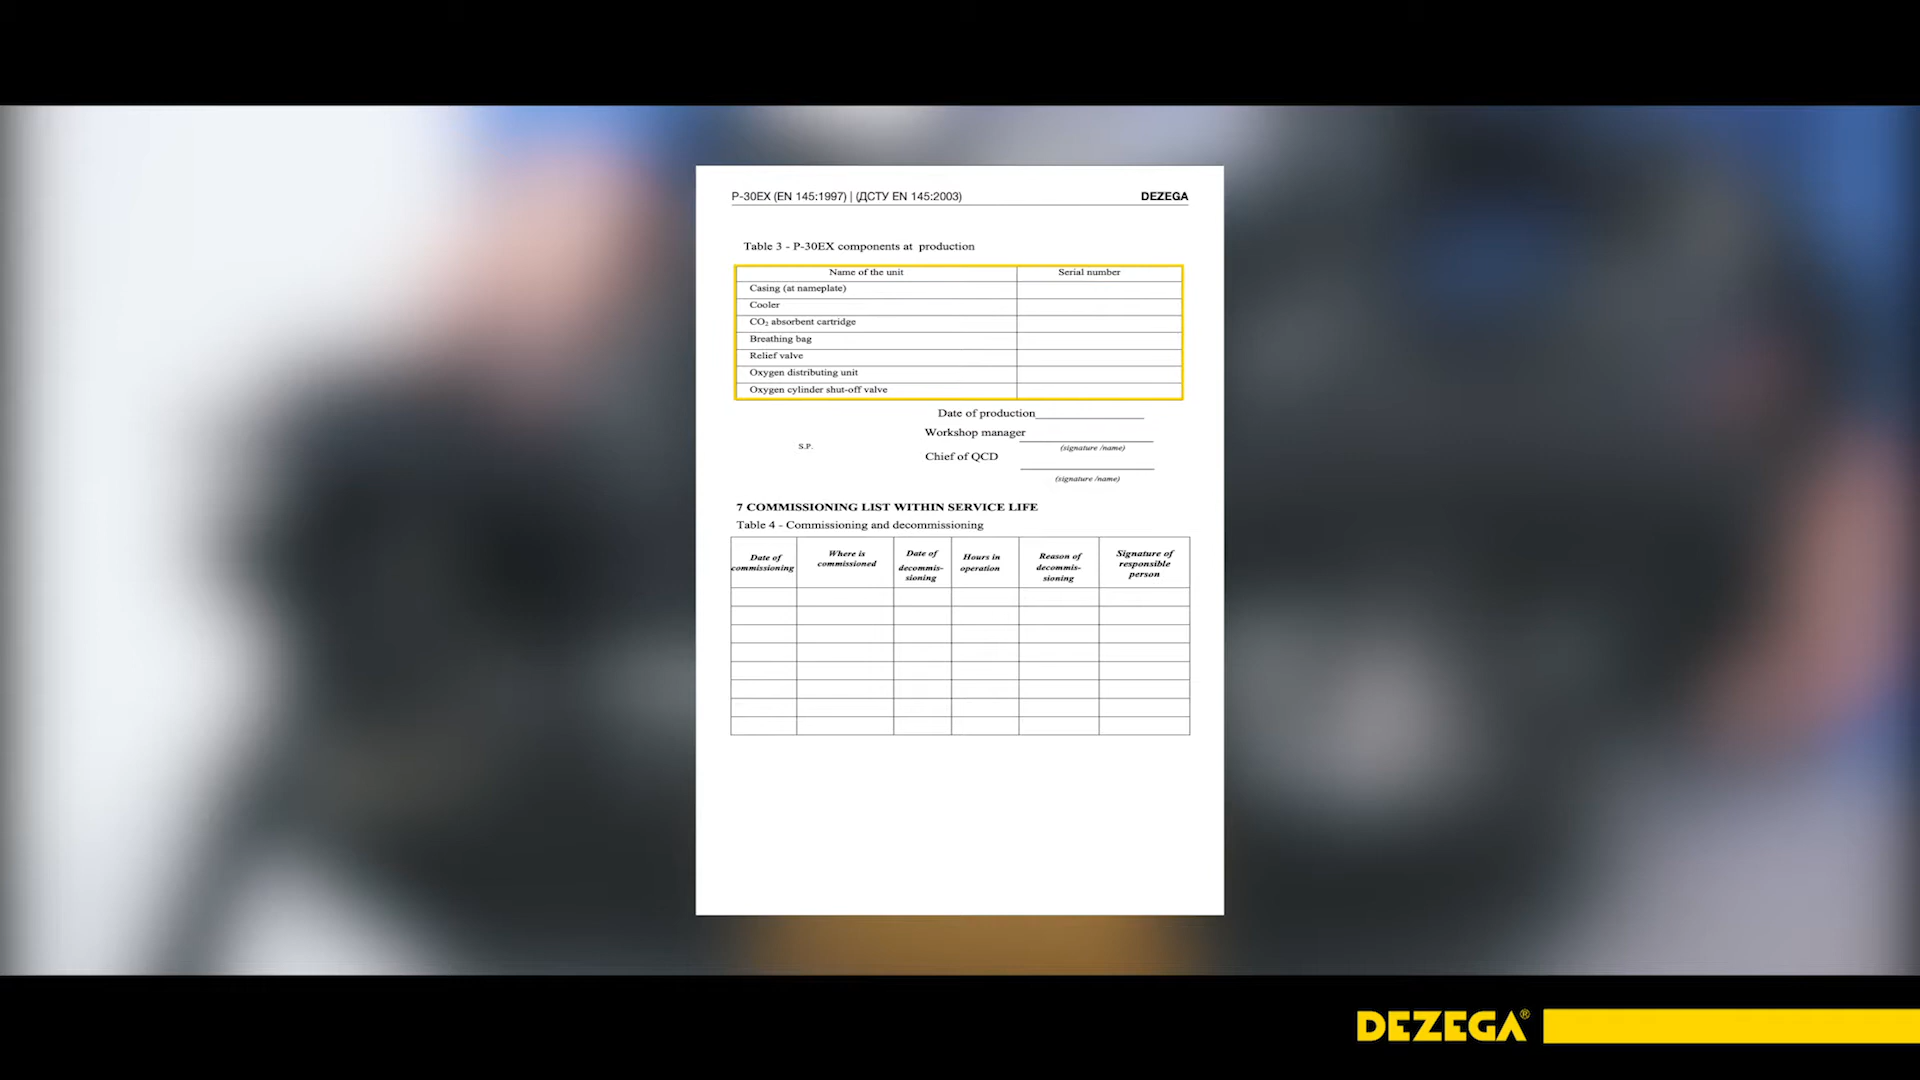 P-30EX (EN 145:1997) | (ДСТУ EN 145:2003) DEZEGA
Table 3 - P-30EX components at production
Name of the unit Serial number
Casing (at nameplate)
Cooler
CO₂ absorbent cartridge
Breathing bag
Relief valve
Oxygen distributing unit
Oxygen cylinder shut-off valve
Date of production
Workshop manager
(signature /name)
S.P.
Chief of QCD
(signature /name)
7 COMMISSIONING LIST WITHIN SERVICE LIFE
Table 4 - Commissioning and decommissioning
Date of commissioning Where is commissioned Date of decommis-sioning Hours in operation Reason of decommis-sioning Signature of responsible person
DEZEGA®